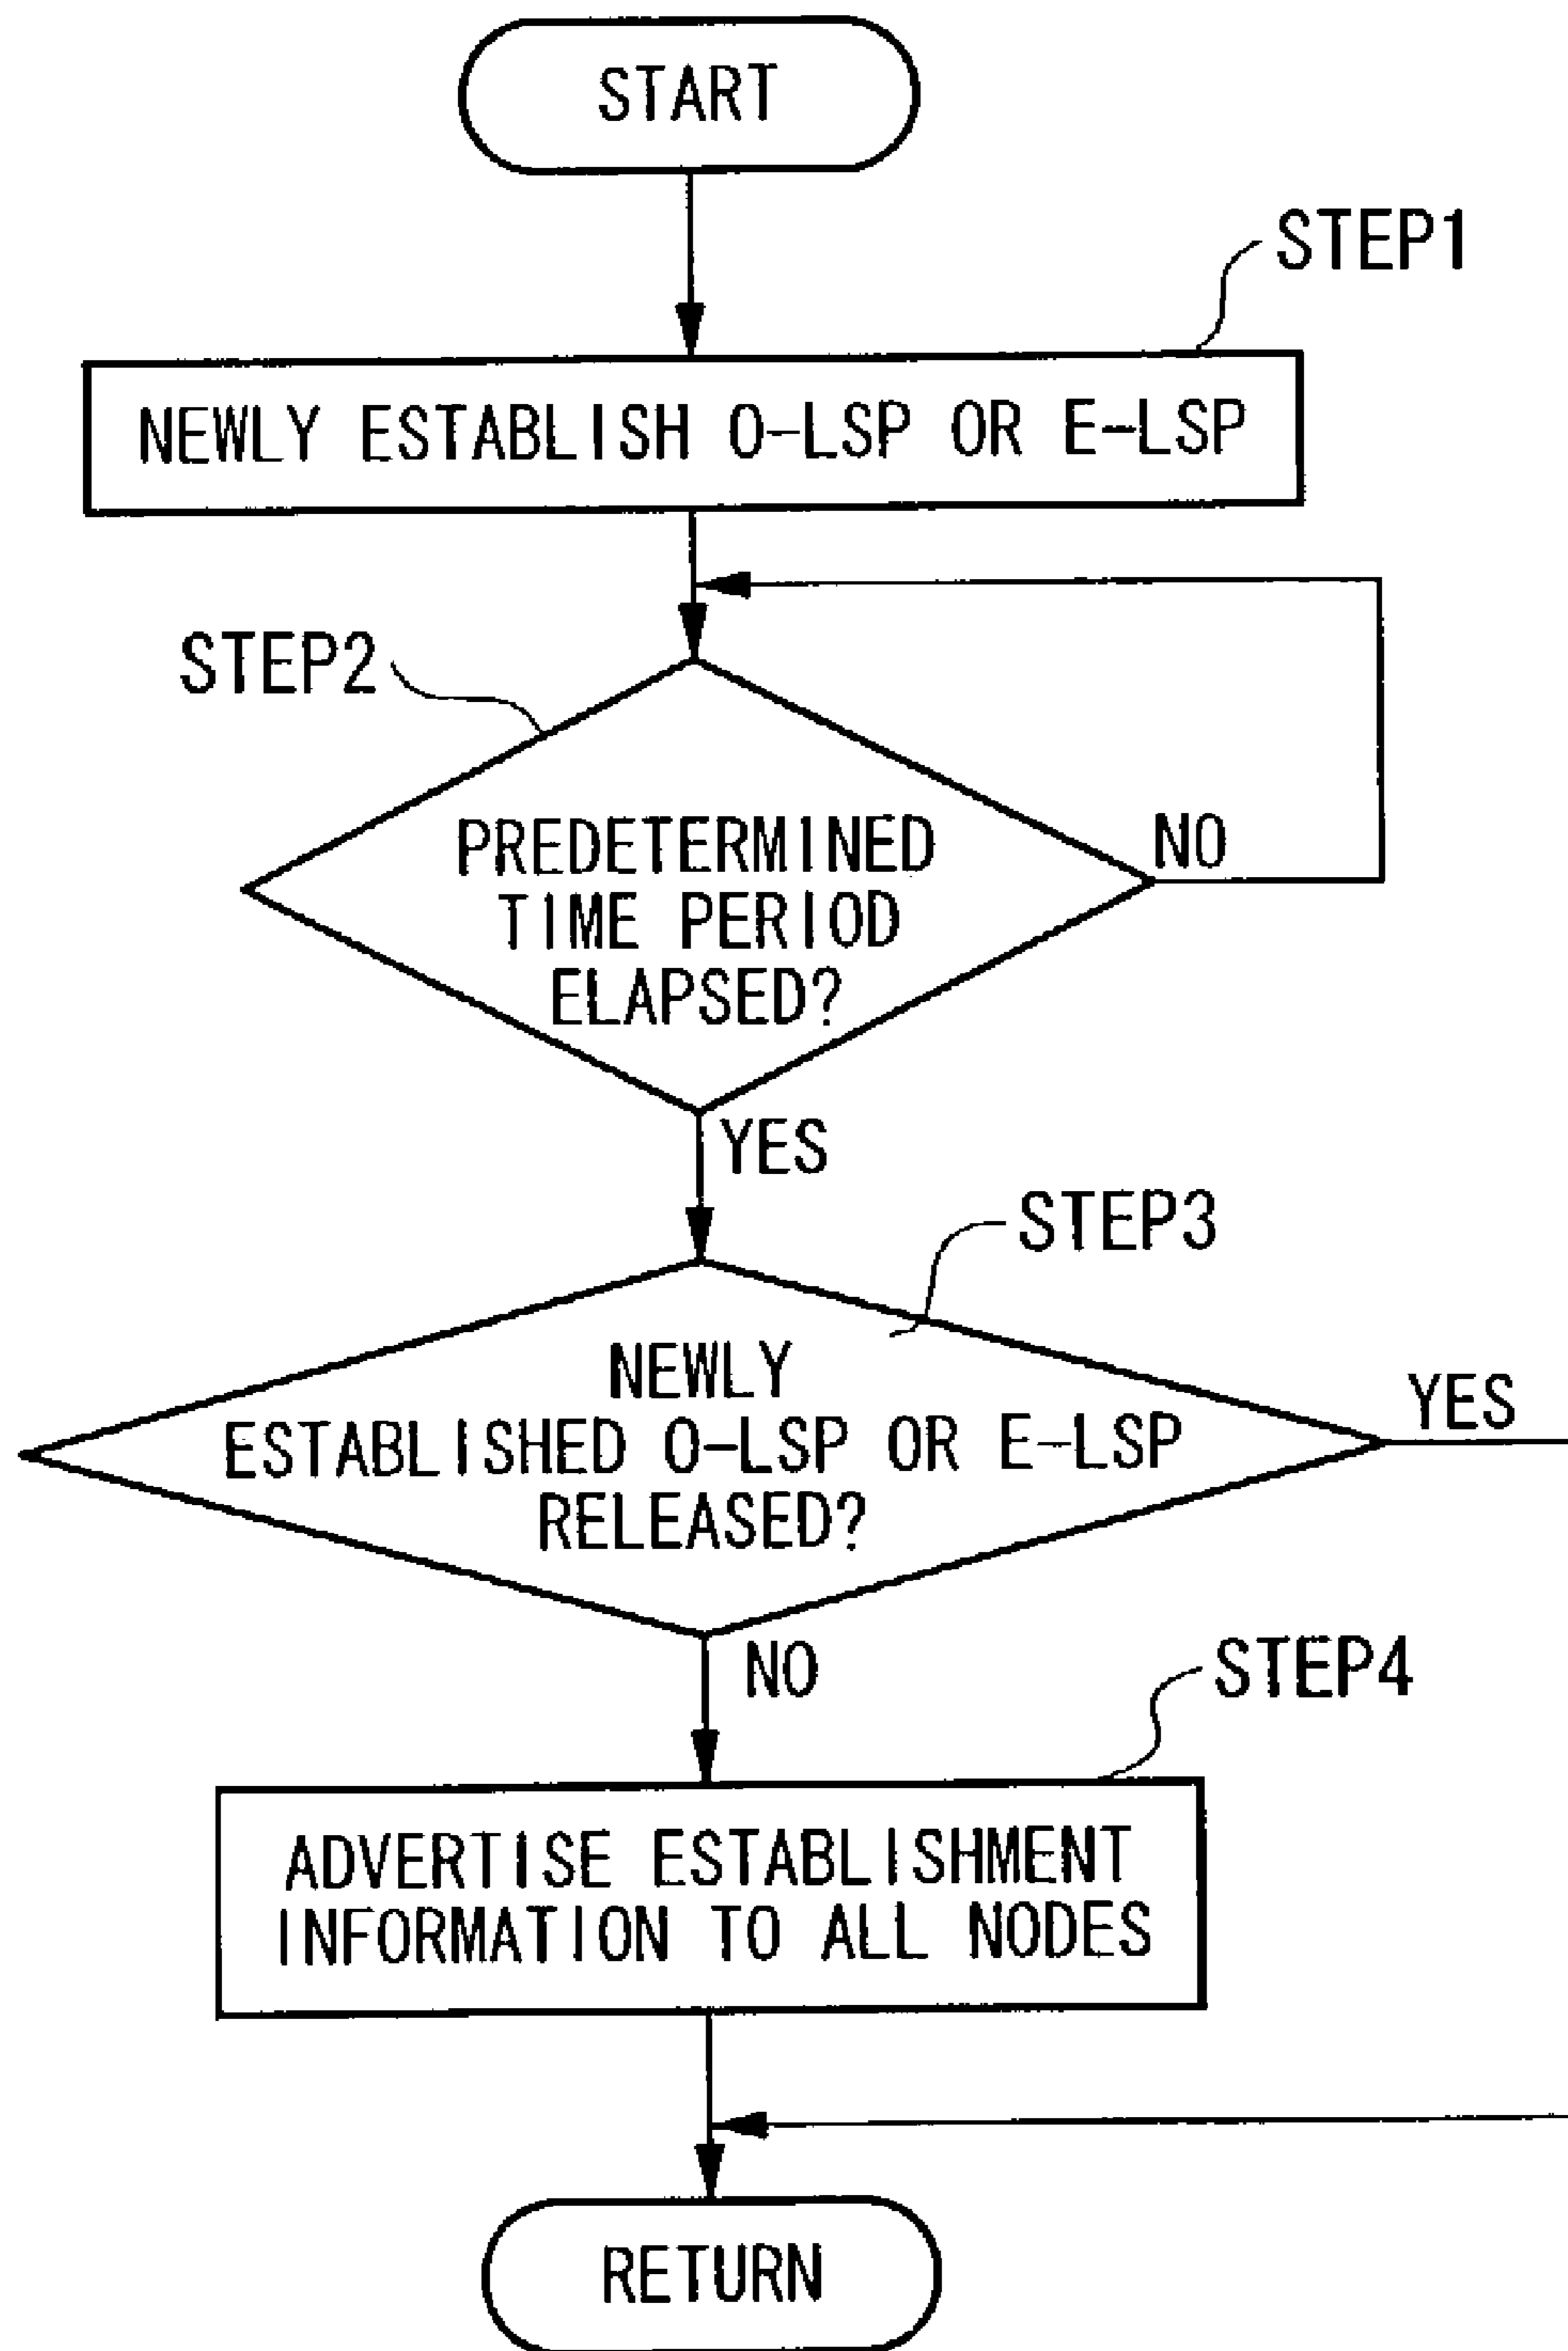 START
STEP1
NEWLY ESTABLISH O-LSP OR E-LSP
STEP2
PREDETERMINED
TIME PERIOD
ELAPSED?
NO
YES
STEP3
NEWLY
ESTABLISHED O-LSP OR E-LSP
RELEASED?
YES
NO
STEP4
ADVERTISE ESTABLISHMENT
INFORMATION TO ALL NODES
RETURN